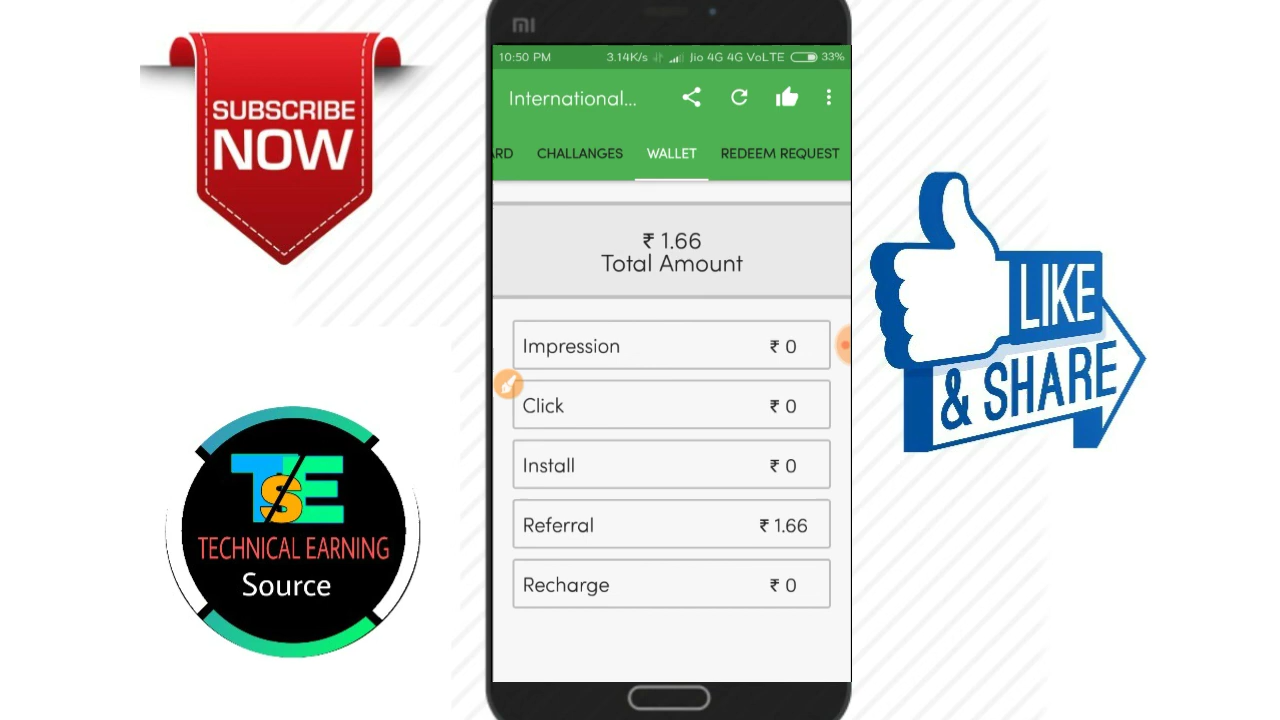 SUBSCRIBE
NOW
TSE
TECHNICAL EARNING
Source
mi
10:50 PM 3.14K/s Jio 4G 4G VoLTE 33%
International...
RD CHALLANGES WALLET REDEEM REQUEST
₹ 1.66
Total Amount
Impression ₹ 0
Click ₹ 0
Install ₹ 0
Referral ₹ 1.66
Recharge ₹ 0
LIKE
& SHARE